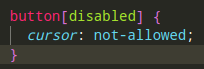 button[disabled] {
  cursor: not-allowed;
}